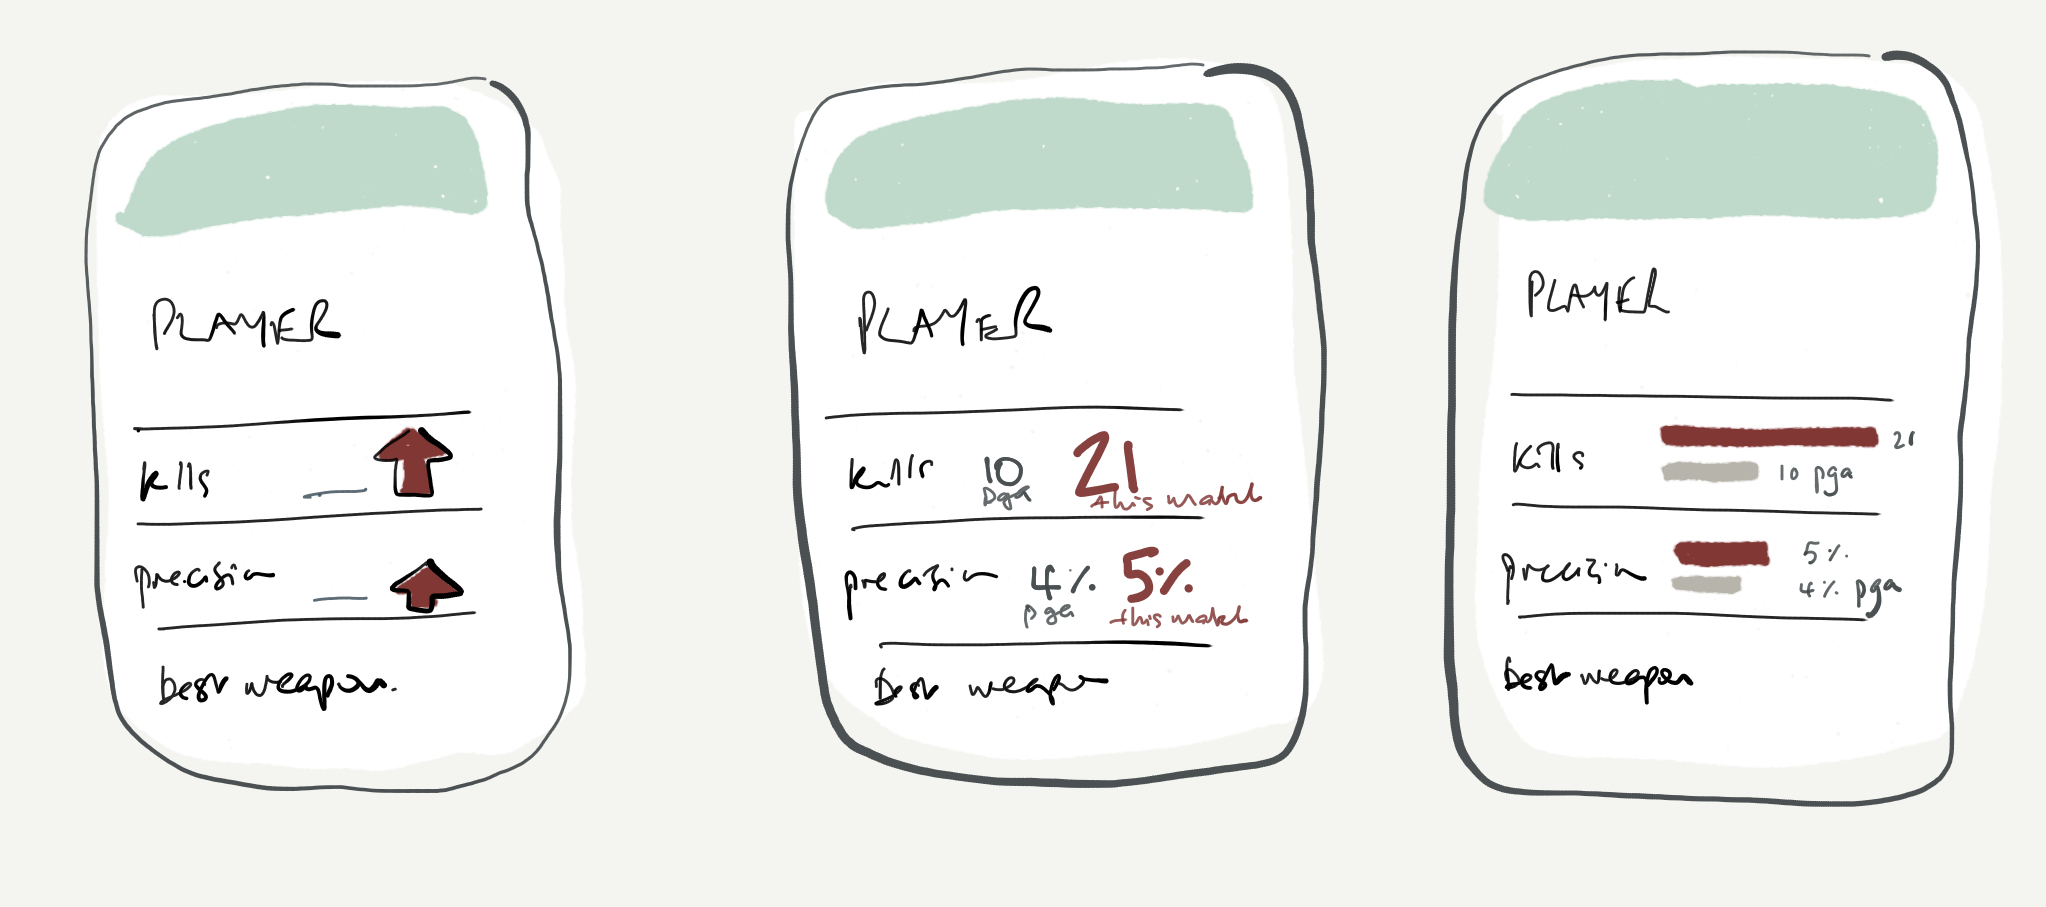 PLAYER
kills
precision
best weapon.
PLAYER
kills 10 21
pga this match
precision 4% 5%
pga this match
Best weapon
PLAYER
Kills 21
10 pga
precision 5%
4% pga
best weapon